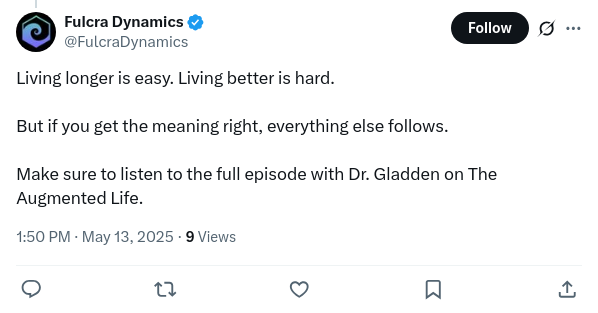 Fulcra Dynamics
@FulcraDynamics
Follow
Living longer is easy. Living better is hard.
But if you get the meaning right, everything else follows.
Make sure to listen to the full episode with Dr. Gladden on The
Augmented Life.
1:50 PM · May 13, 2025 · 9 Views